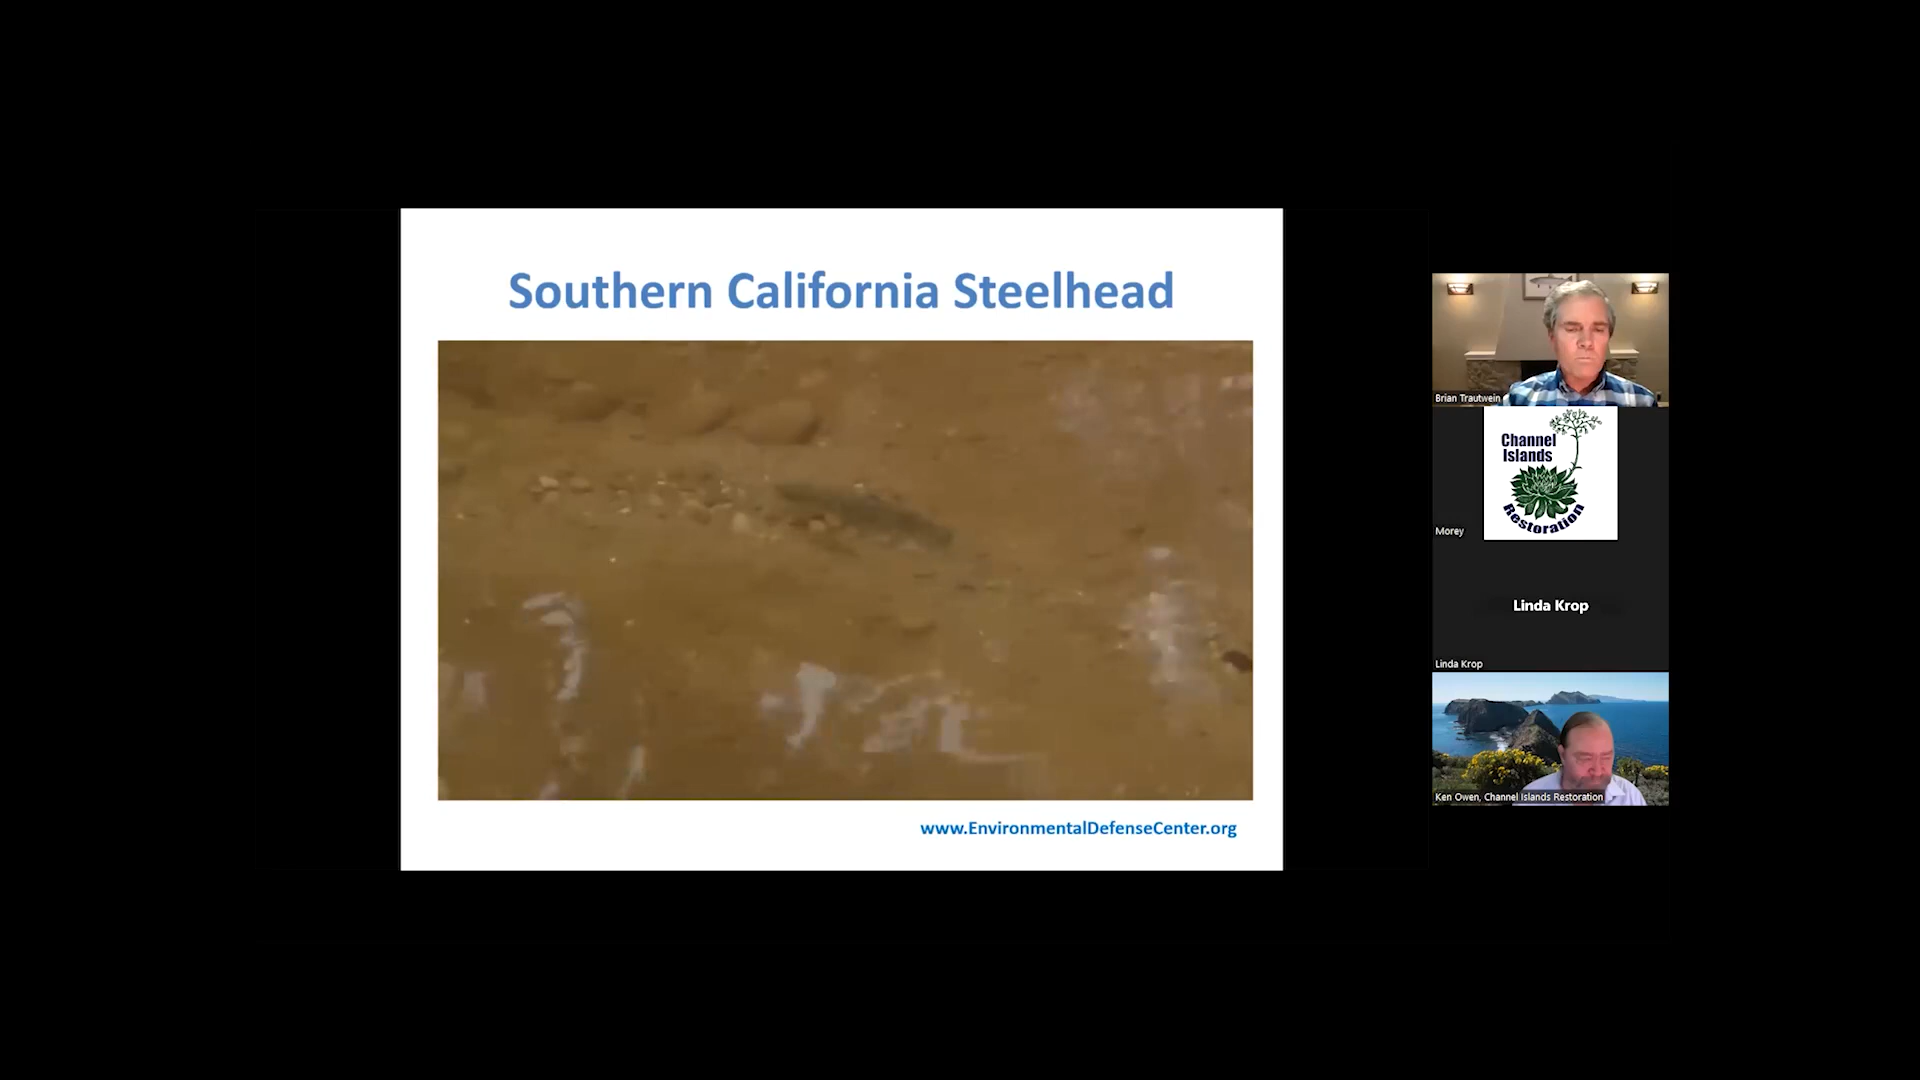 Southern California Steelhead
www.EnvironmentalDefenseCenter.org
Brian Trautwein
Channel
Islands
Restoration
Morey
Linda Krop
Linda Krop
Ken Owen, Channel Islands Restoration